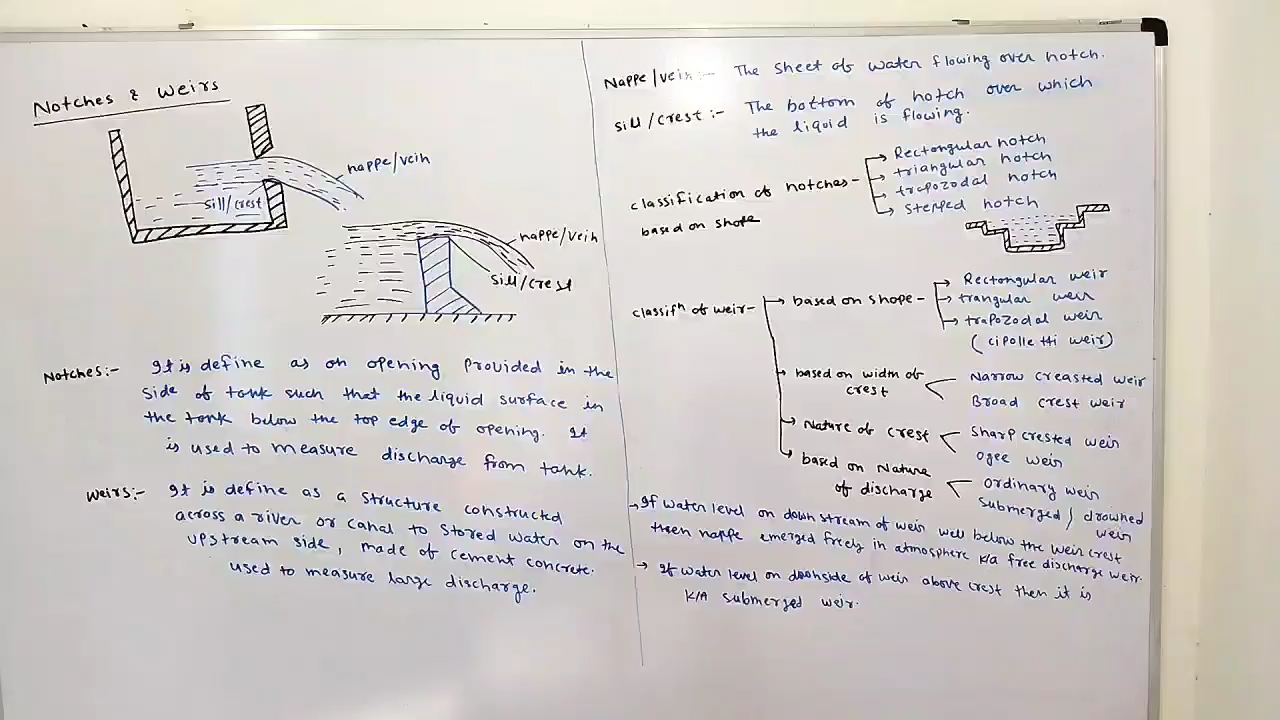 Notches & Weirs
nappe/vein
sill/crest
nappe/vein
sill/crest
Notches:- It is define as an opening provided in the
side of tank such that the liquid surface in
the tank below the top edge of opening. It
is used to measure discharge from tank.
Weirs:- It is define as a structure constructed
across a river or canal to stored water on the
upstream side, made of cement concrete.
used to measure large discharge.
Nappe/vein:- The sheet of water flowing over notch.
sill/crest:- The bottom of notch over which
the liquid is flowing.
classification of notches-
based on shape
Rectangular notch
triangular notch
trapozodal notch
stepped notch
classifn of weir-
based on shape-
Rectangular weir
trangular weir
trapozodal weir
(cipolletti weir)
based on width of
crest
Narrow creasted weir
Broad crest weir
Nature of crest
Sharp crested weir
ogee weir
based on Nature
of discharge
ordinary weir
submerged/drowned
weir
→If water level on down stream of weir well below the weir crest
then nappe emerged freely in atmosphere k/a free discharge weir.
→ If water level on downside of weir above crest then it is
k/A submerged weir.